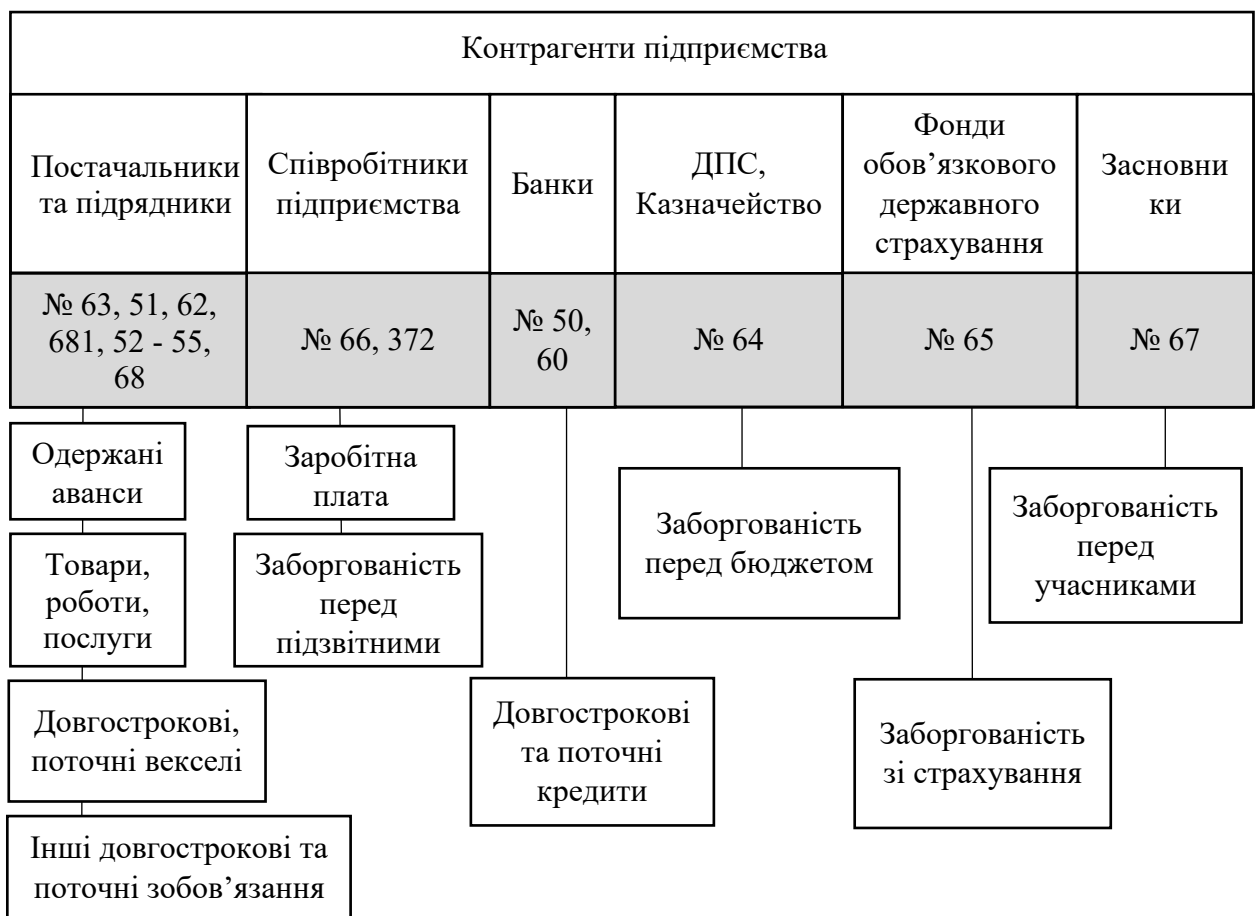 Контрагенти підприємства
Постачальники
та підрядники
Співробітники
підприємства
Банки
ДПС,
Казначейство
Фонди
обов’язкового
державного
страхування
Засновни
ки
№ 63, 51, 62,
681, 52 - 55,
68
№ 66, 372
№ 50,
60
№ 64
№ 65
№ 67
Одержані
аванси
Товари,
роботи,
послуги
Довгострокові,
поточні векселі
Інші довгострокові та
поточні зобов’язання
Заробітна
плата
Заборгованість
перед
підзвітними
Довгострокові
та поточні
кредити
Заборгованість
перед бюджетом
Заборгованість
зі страхування
Заборгованість
перед
учасниками